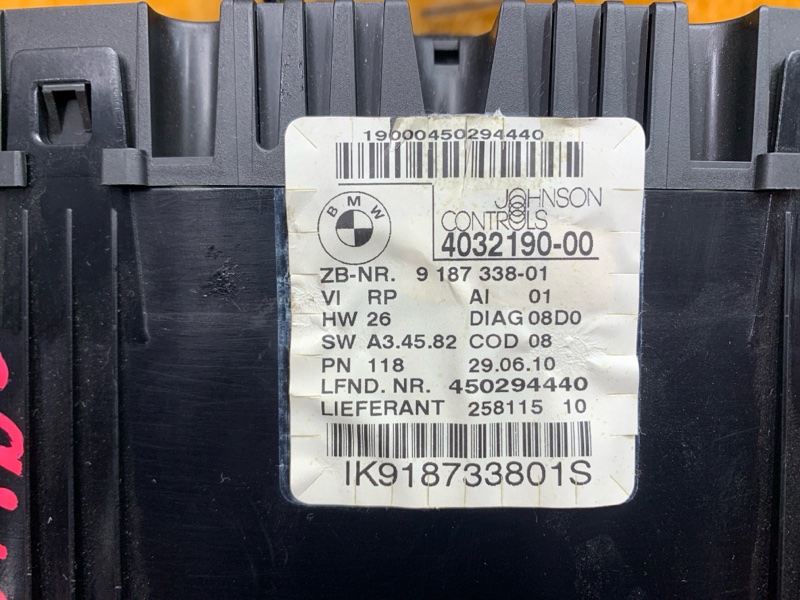 19000450294440
BMW
JOHNSON
CONTROLS
4032190-00
ZB-NR. 9 187 338-01
VI RP AI 01
HW 26 DIAG 08D0
SW A3.45.82 COD 08
PN 118 29.06.10
LFND. NR. 450294440
LIEFERANT 258115 10
IK918733801S